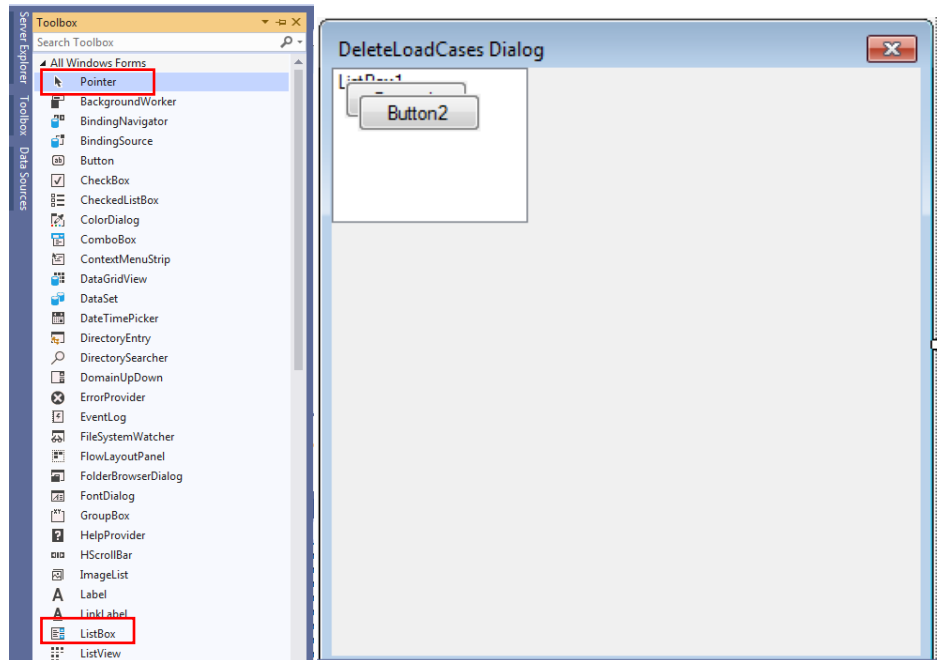 Server Explorer
Toolbox
Data Sources
Toolbox
Search Toolbox
All Windows Forms
Pointer
BackgroundWorker
BindingNavigator
BindingSource
Button
CheckBox
CheckedListBox
ColorDialog
ComboBox
ContextMenuStrip
DataGridView
DataSet
DateTimePicker
DirectoryEntry
DirectorySearcher
DomainUpDown
ErrorProvider
EventLog
FileSystemWatcher
FlowLayoutPanel
FolderBrowserDialog
FontDialog
GroupBox
HelpProvider
HScrollBar
ImageList
Label
LinkLabel
ListBox
ListView
DeleteLoadCases Dialog
ListBox1
Button2